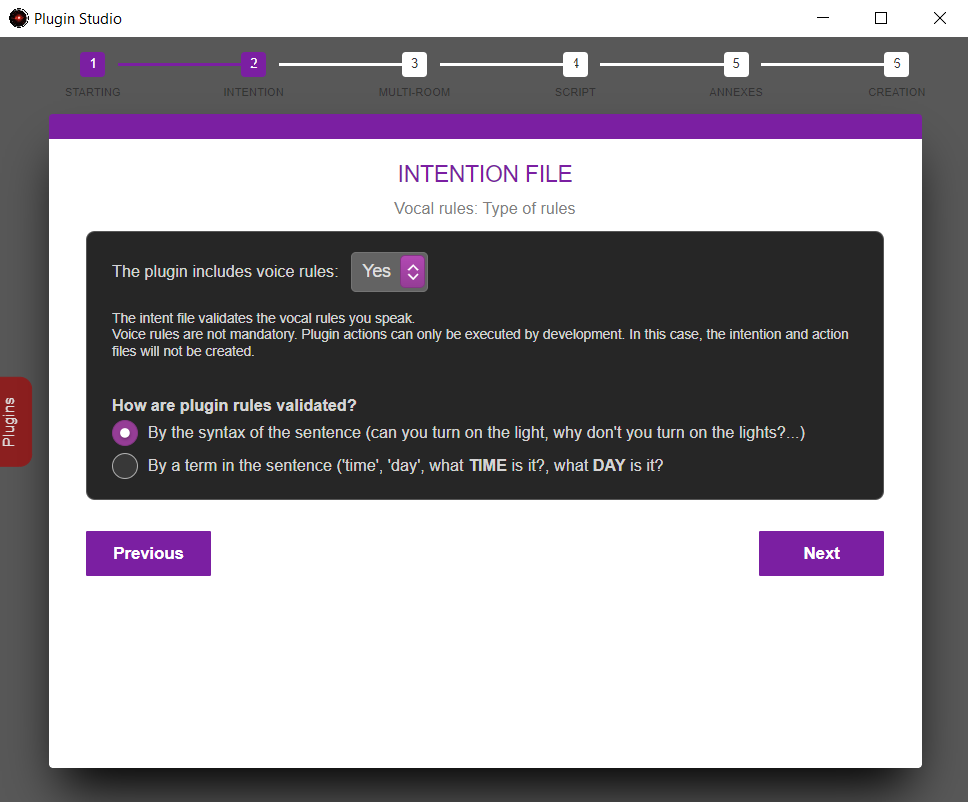 Plugin Studio
1
2
3
4
5
6
STARTING
INTENTION
MULTI-ROOM
SCRIPT
ANNEXES
CREATION
INTENTION FILE
Vocal rules: Type of rules
The plugin includes voice rules: Yes
The intent file validates the vocal rules you speak.
Voice rules are not mandatory. Plugin actions can only be executed by development. In this case, the intention and action
files will not be created.
Plugins
How are plugin rules validated?
By the syntax of the sentence (can you turn on the light, why don't you turn on the lights?...)
By a term in the sentence ('time', 'day', what TIME is it?, what DAY is it?
Previous
Next